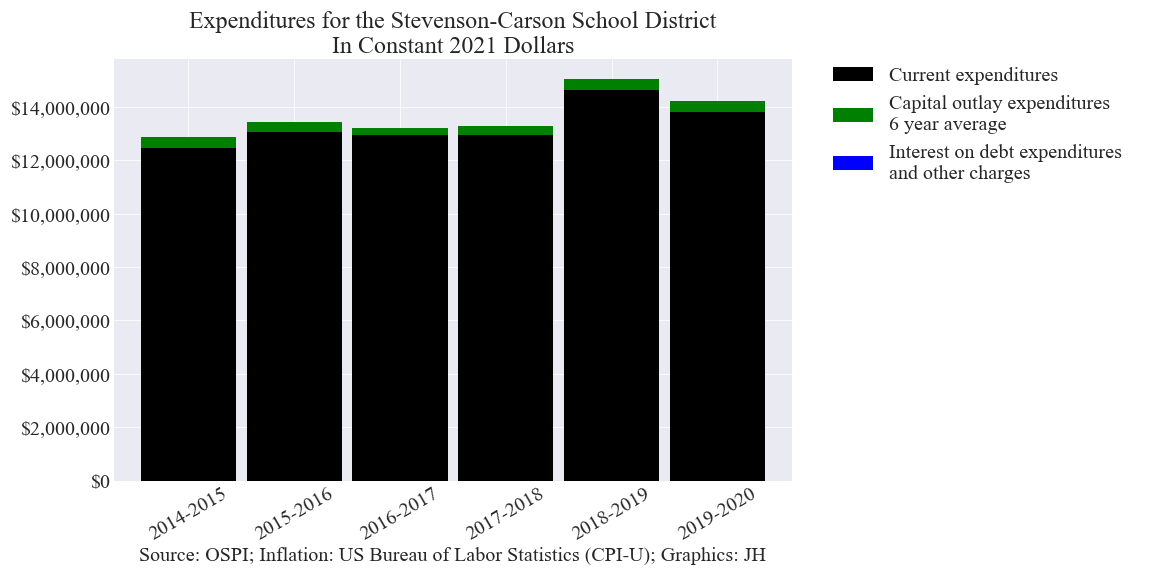 Expenditures for the Stevenson-Carson School District
In Constant 2021 Dollars
$14,000,000
$12,000,000
$10,000,000
$8,000,000
$6,000,000
$4,000,000
$2,000,000
$0
2014-2015
2015-2016
2016-2017
2017-2018
2018-2019
2019-2020
Source: OSPI; Inflation: US Bureau of Labor Statistics (CPI-U); Graphics: JH
Current expenditures
Capital outlay expenditures
6 year average
Interest on debt expenditures
and other charges